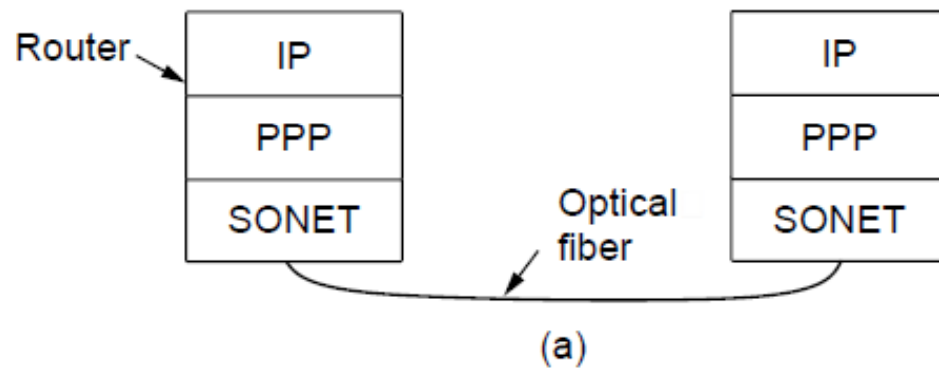 Router
IP
PPP
SONET
IP
PPP
SONET
Optical
fiber
(a)